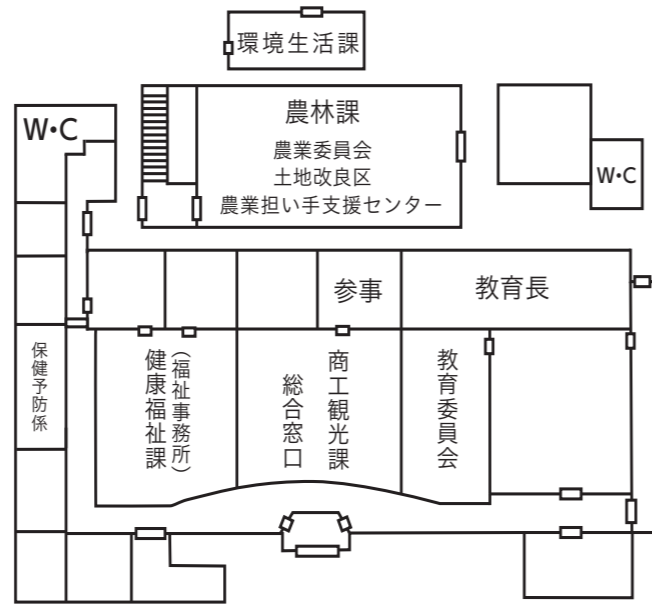 環境生活課
W・C
農林課
農業委員会
土地改良区
農業担い手支援センター
W・C
参事
教育長
保健予防係
健康福祉課
（福祉事務所）
総合窓口
商工観光課
教育委員会